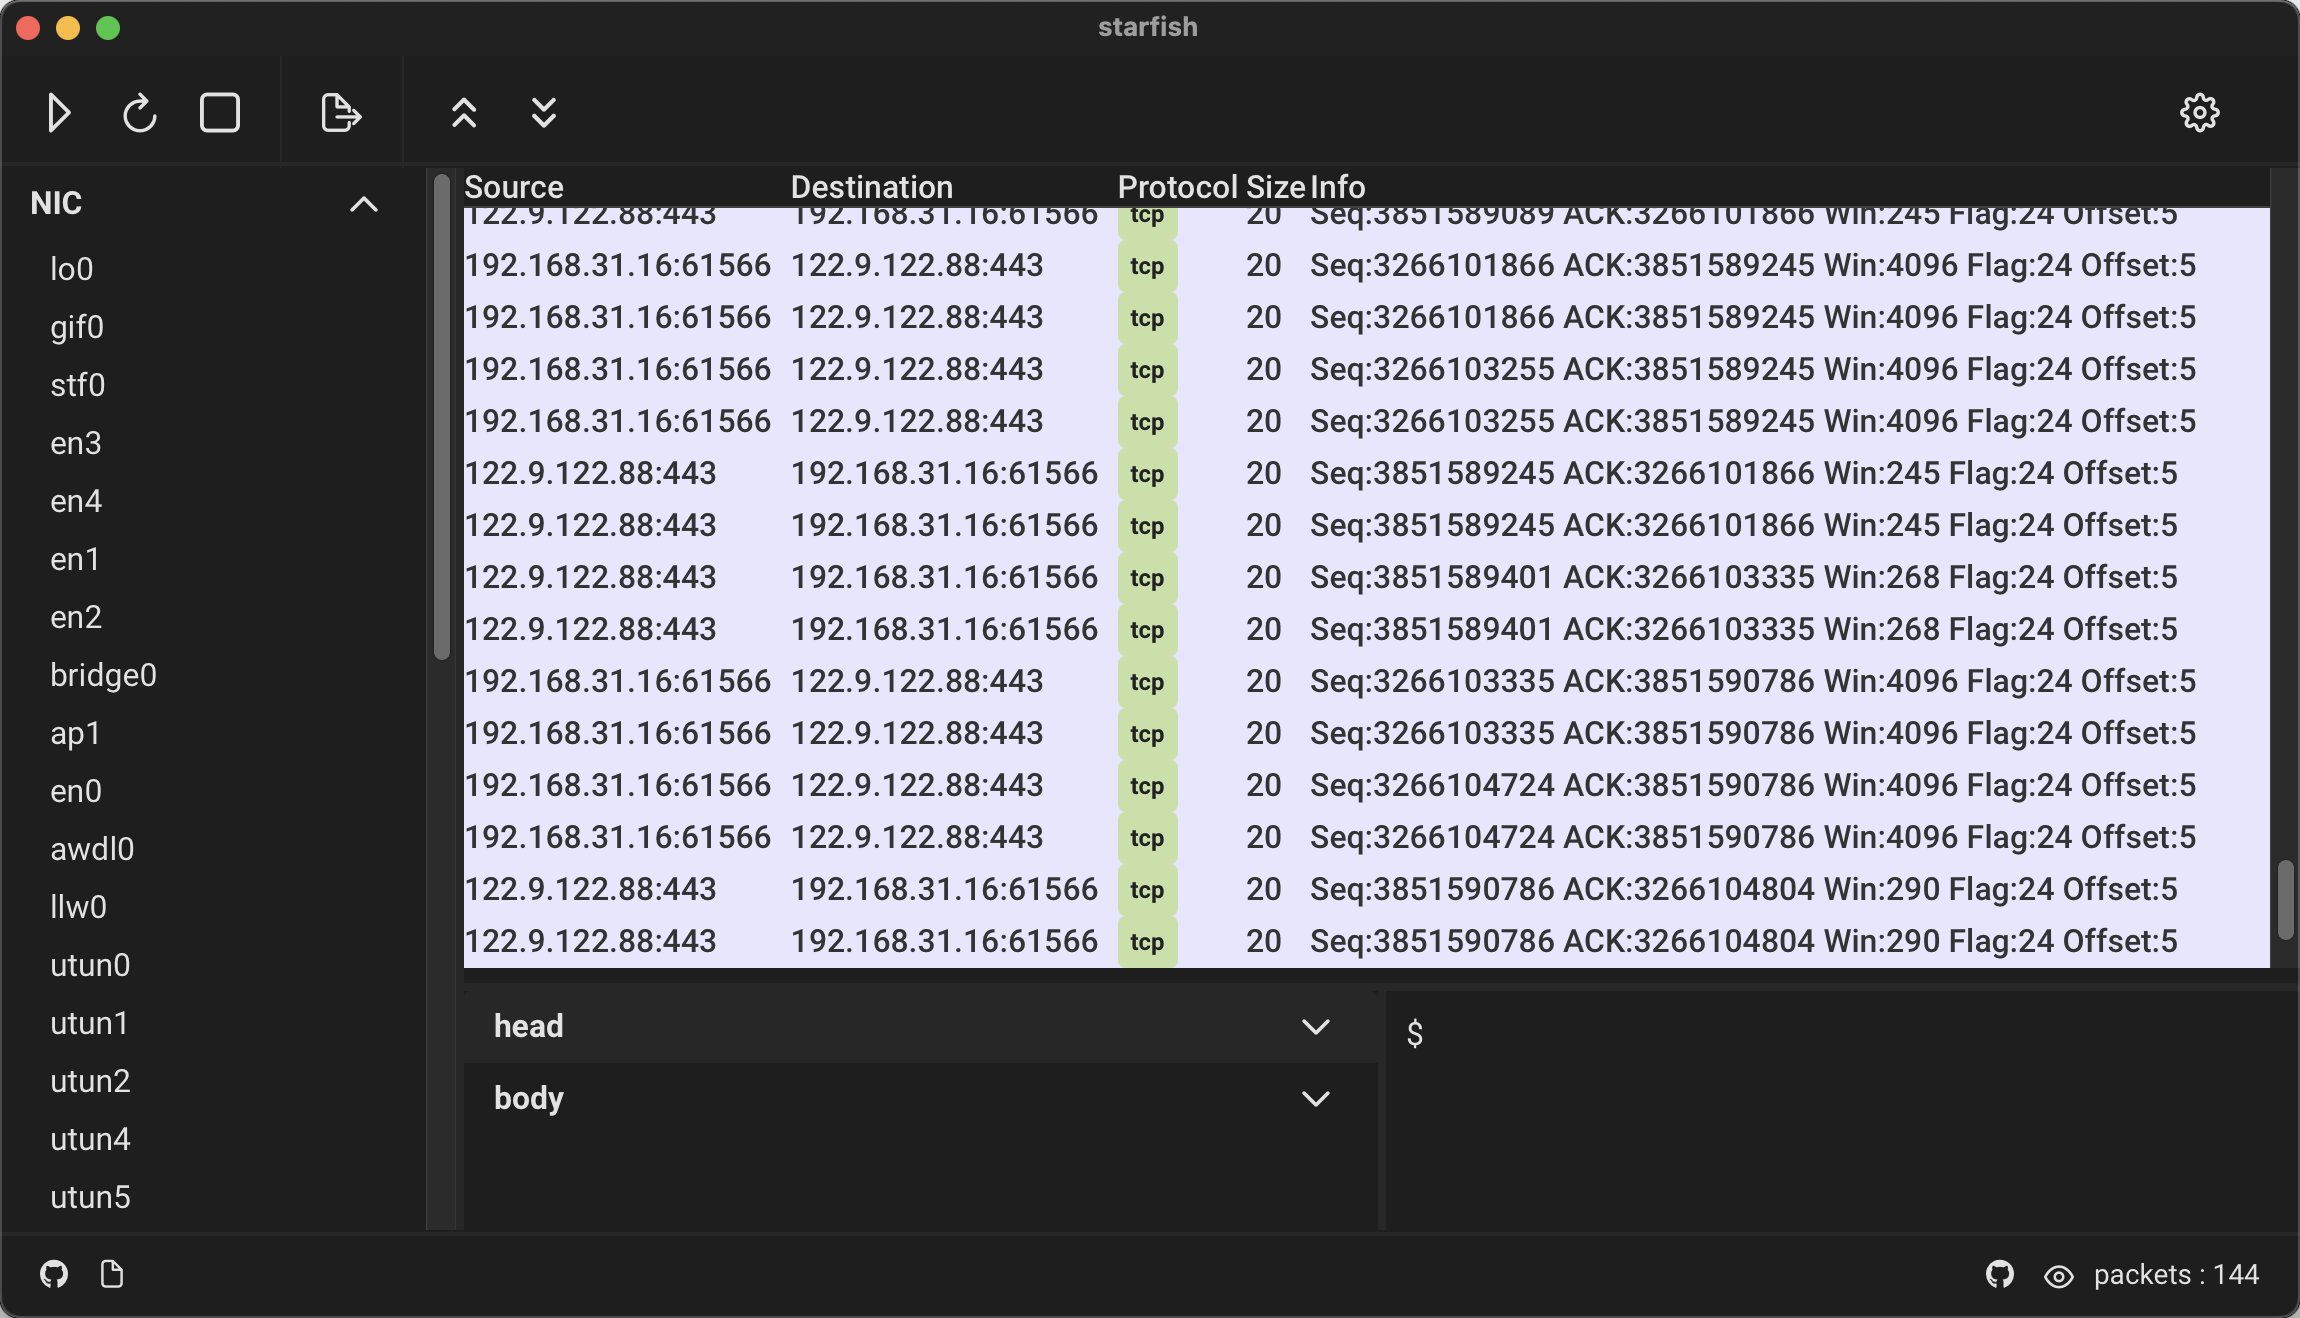 starfish
NIC
lo0
gif0
stf0
en3
en4
en1
en2
bridge0
ap1
en0
awdl0
llw0
utun0
utun1
utun2
utun4
utun5
Source Destination Protocol Size Info
122.9.122.88:443 192.168.31.16:61566 tcp 20 Seq:3851589089 ACK:3266101866 Win:245 Flag:24 Offset:5
192.168.31.16:61566 122.9.122.88:443 tcp 20 Seq:3266101866 ACK:3851589245 Win:4096 Flag:24 Offset:5
192.168.31.16:61566 122.9.122.88:443 tcp 20 Seq:3266101866 ACK:3851589245 Win:4096 Flag:24 Offset:5
192.168.31.16:61566 122.9.122.88:443 tcp 20 Seq:3266103255 ACK:3851589245 Win:4096 Flag:24 Offset:5
192.168.31.16:61566 122.9.122.88:443 tcp 20 Seq:3266103255 ACK:3851589245 Win:4096 Flag:24 Offset:5
122.9.122.88:443 192.168.31.16:61566 tcp 20 Seq:3851589245 ACK:3266101866 Win:245 Flag:24 Offset:5
122.9.122.88:443 192.168.31.16:61566 tcp 20 Seq:3851589245 ACK:3266101866 Win:245 Flag:24 Offset:5
122.9.122.88:443 192.168.31.16:61566 tcp 20 Seq:3851589401 ACK:3266103335 Win:268 Flag:24 Offset:5
122.9.122.88:443 192.168.31.16:61566 tcp 20 Seq:3851589401 ACK:3266103335 Win:268 Flag:24 Offset:5
192.168.31.16:61566 122.9.122.88:443 tcp 20 Seq:3266103335 ACK:3851590786 Win:4096 Flag:24 Offset:5
192.168.31.16:61566 122.9.122.88:443 tcp 20 Seq:3266103335 ACK:3851590786 Win:4096 Flag:24 Offset:5
192.168.31.16:61566 122.9.122.88:443 tcp 20 Seq:3266104724 ACK:3851590786 Win:4096 Flag:24 Offset:5
192.168.31.16:61566 122.9.122.88:443 tcp 20 Seq:3266104724 ACK:3851590786 Win:4096 Flag:24 Offset:5
122.9.122.88:443 192.168.31.16:61566 tcp 20 Seq:3851590786 ACK:3266104804 Win:290 Flag:24 Offset:5
122.9.122.88:443 192.168.31.16:61566 tcp 20 Seq:3851590786 ACK:3266104804 Win:290 Flag:24 Offset:5
head
body
$
packets : 144